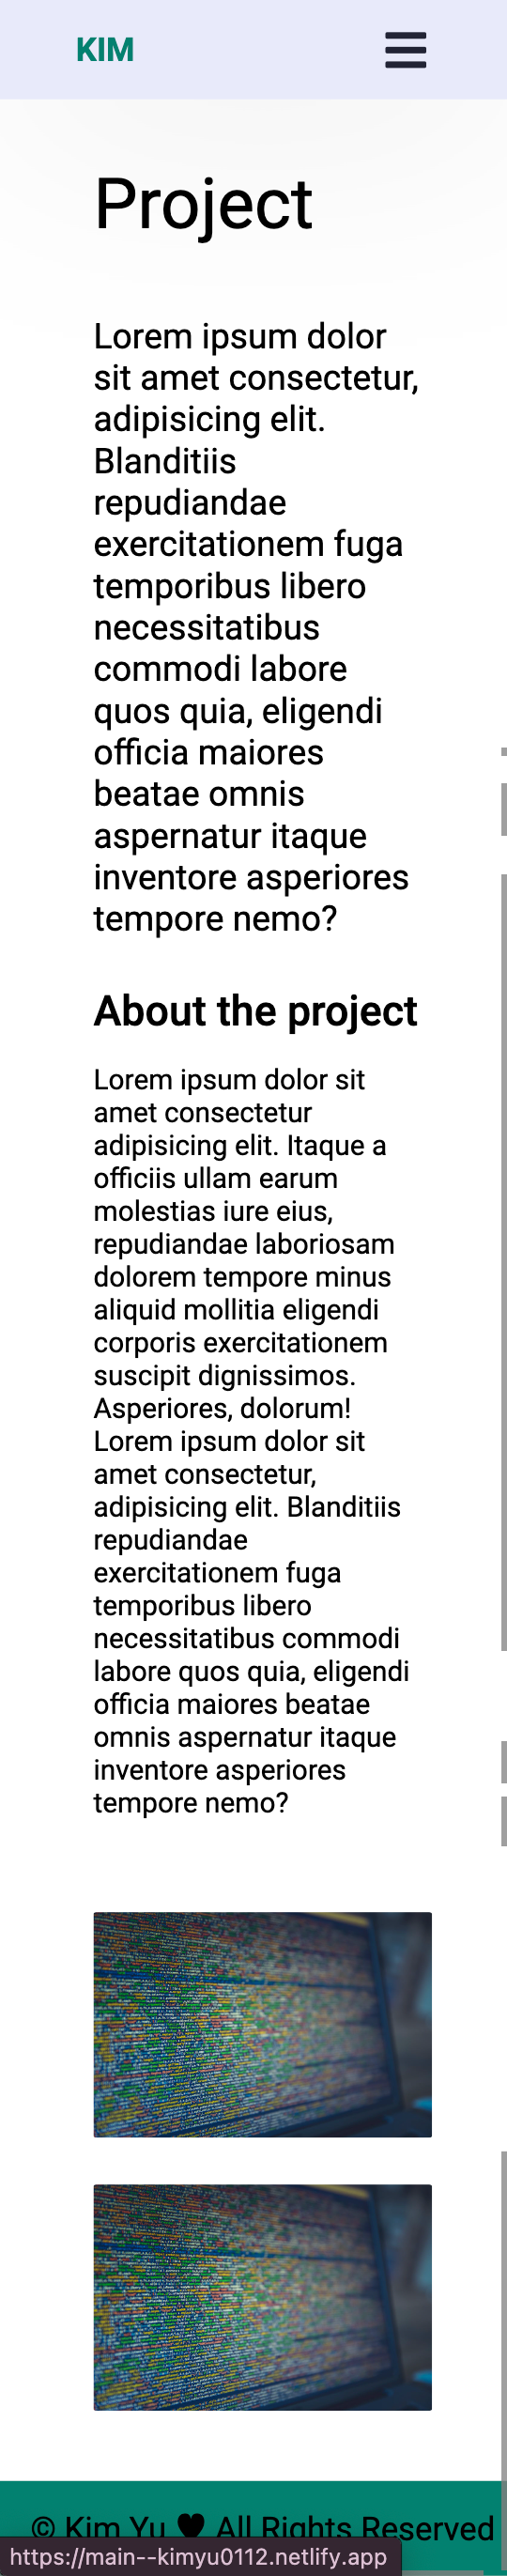 KIM
Project
Lorem ipsum dolor
sit amet consectetur,
adipisicing elit.
Blanditiis
repudiandae
exercitationem fuga
temporibus libero
necessitatibus
commodi labore
quos quia, eligendi
officia maiores
beatae omnis
aspernatur itaque
inventore asperiores
tempore nemo?
About the project
Lorem ipsum dolor sit
amet consectetur
adipisicing elit. Itaque a
officiis ullam earum
molestias iure eius,
repudiandae laboriosam
dolorem tempore minus
aliquid mollitia eligendi
corporis exercitationem
suscipit dignissimos.
Asperiores, dolorum!
Lorem ipsum dolor sit
amet consectetur,
adipisicing elit. Blanditiis
repudiandae
exercitationem fuga
temporibus libero
necessitatibus commodi
labore quos quia, eligendi
officia maiores beatae
omnis aspernatur itaque
inventore asperiores
tempore nemo?
© Kim Yu ♥ All Rights Reserved
https://main--kimyu0112.netlify.app